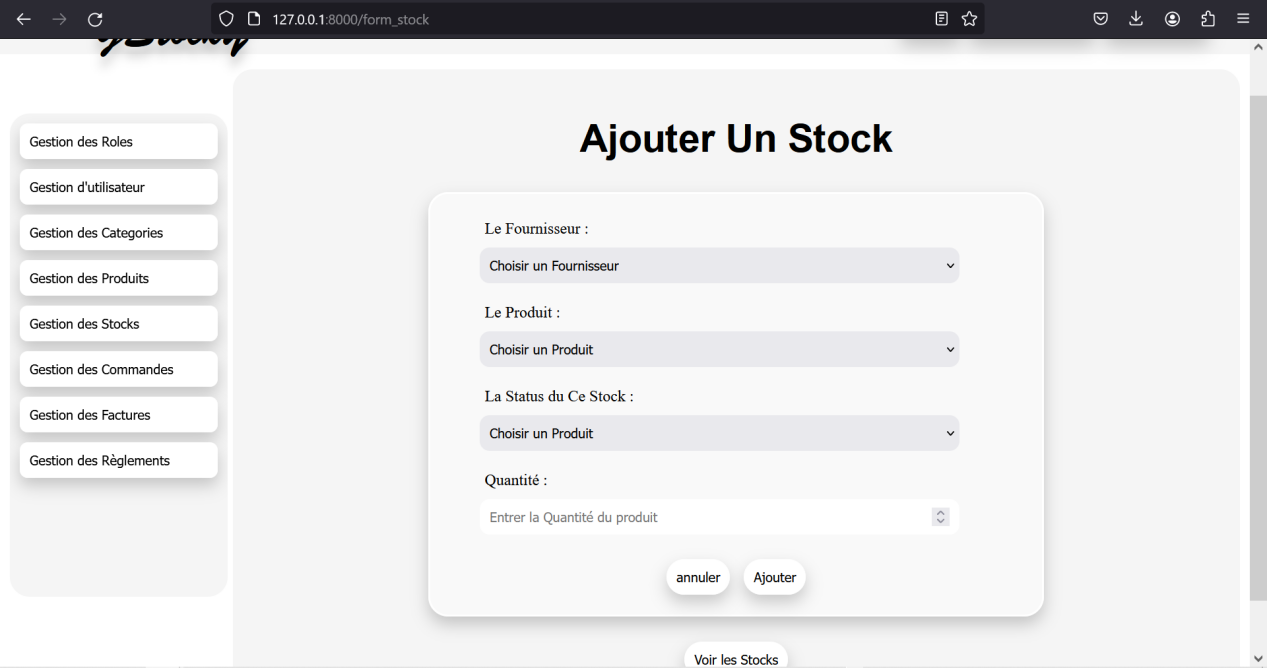 127.0.0.1:8000/form_stock
Gestion des Roles
Gestion d'utilisateur
Gestion des Categories
Gestion des Produits
Gestion des Stocks
Gestion des Commandes
Gestion des Factures
Gestion des Règlements
Ajouter Un Stock
Le Fournisseur :
Choisir un Fournisseur
Le Produit :
Choisir un Produit
La Status du Ce Stock :
Choisir un Produit
Quantité :
Entrer la Quantité du produit
annuler Ajouter
Voir les Stocks